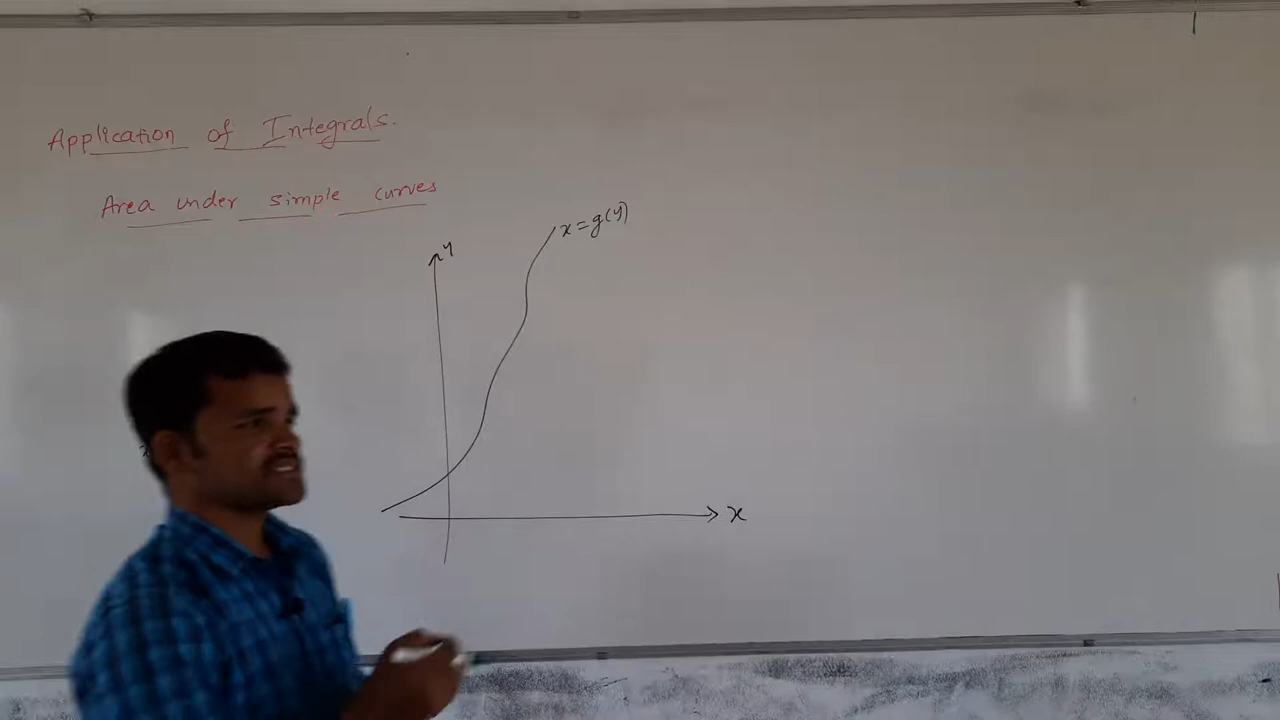 Application of Integrals.
Area under simple curves
x=g(y)
y
x